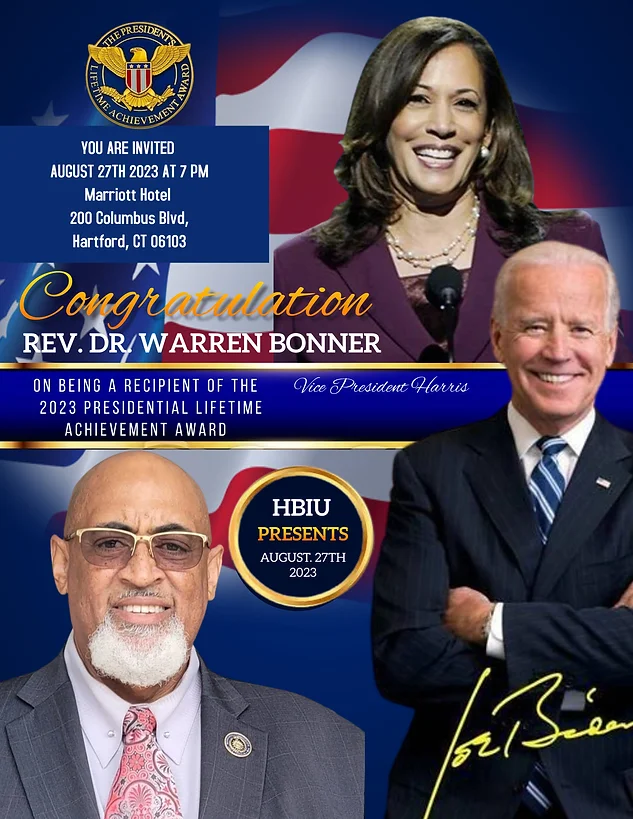 THE PRESIDENT'S
LIFETIME ACHIEVEMENT AWARD
YOU ARE INVITED
AUGUST 27TH 2023 AT 7 PM
Marriott Hotel
200 Columbus Blvd,
Hartford, CT 06103
Congratulation
REV. DR. WARREN BONNER
ON BEING A RECIPIENT OF THE
2023 PRESIDENTIAL LIFETIME
ACHIEVEMENT AWARD
Vice President Harris
HBIU
PRESENTS
AUGUST. 27TH
2023
Joe Biden